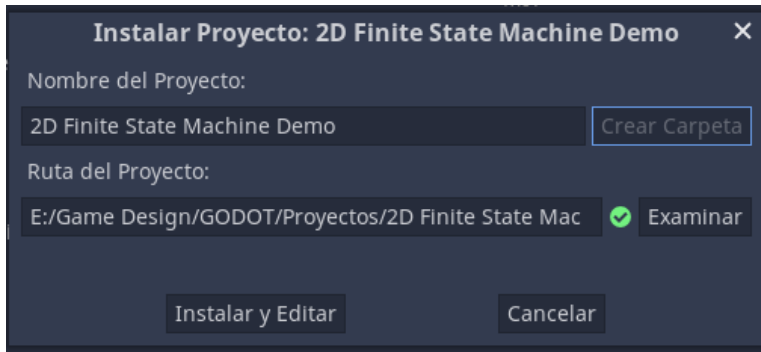 Instalar Proyecto: 2D Finite State Machine Demo
Nombre del Proyecto:
2D Finite State Machine Demo Crear Carpeta
Ruta del Proyecto:
E:/Game Design/GODOT/Proyectos/2D Finite State Mac Examinar
Instalar y Editar Cancelar